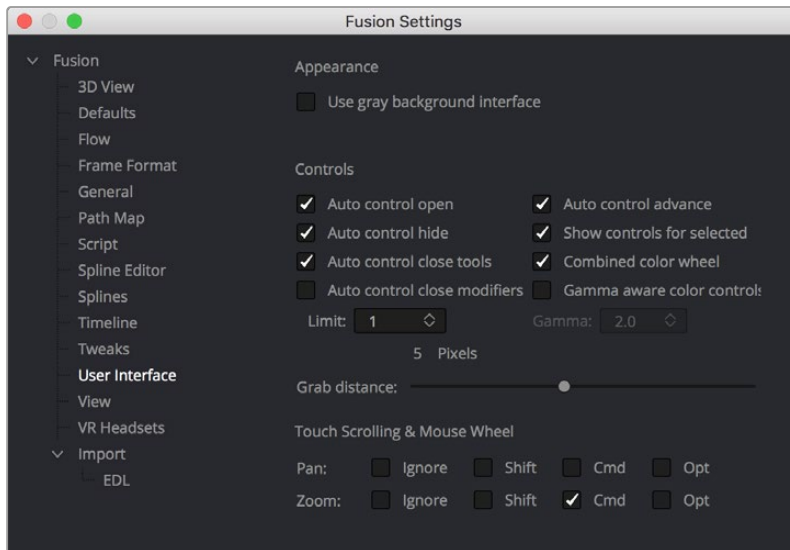 Fusion Settings
Fusion
3D View
Defaults
Flow
Frame Format
General
Path Map
Script
Spline Editor
Splines
Timeline
Tweaks
User Interface
View
VR Headsets
Import
EDL
Appearance
Use gray background interface
Controls
Auto control open Auto control advance
Auto control hide Show controls for selected
Auto control close tools Combined color wheel
Auto control close modifiers Gamma aware color controls
Limit: 1 Gamma: 2.0
5 Pixels
Grab distance:
Touch Scrolling & Mouse Wheel
Pan: Ignore Shift Cmd Opt
Zoom: Ignore Shift Cmd Opt